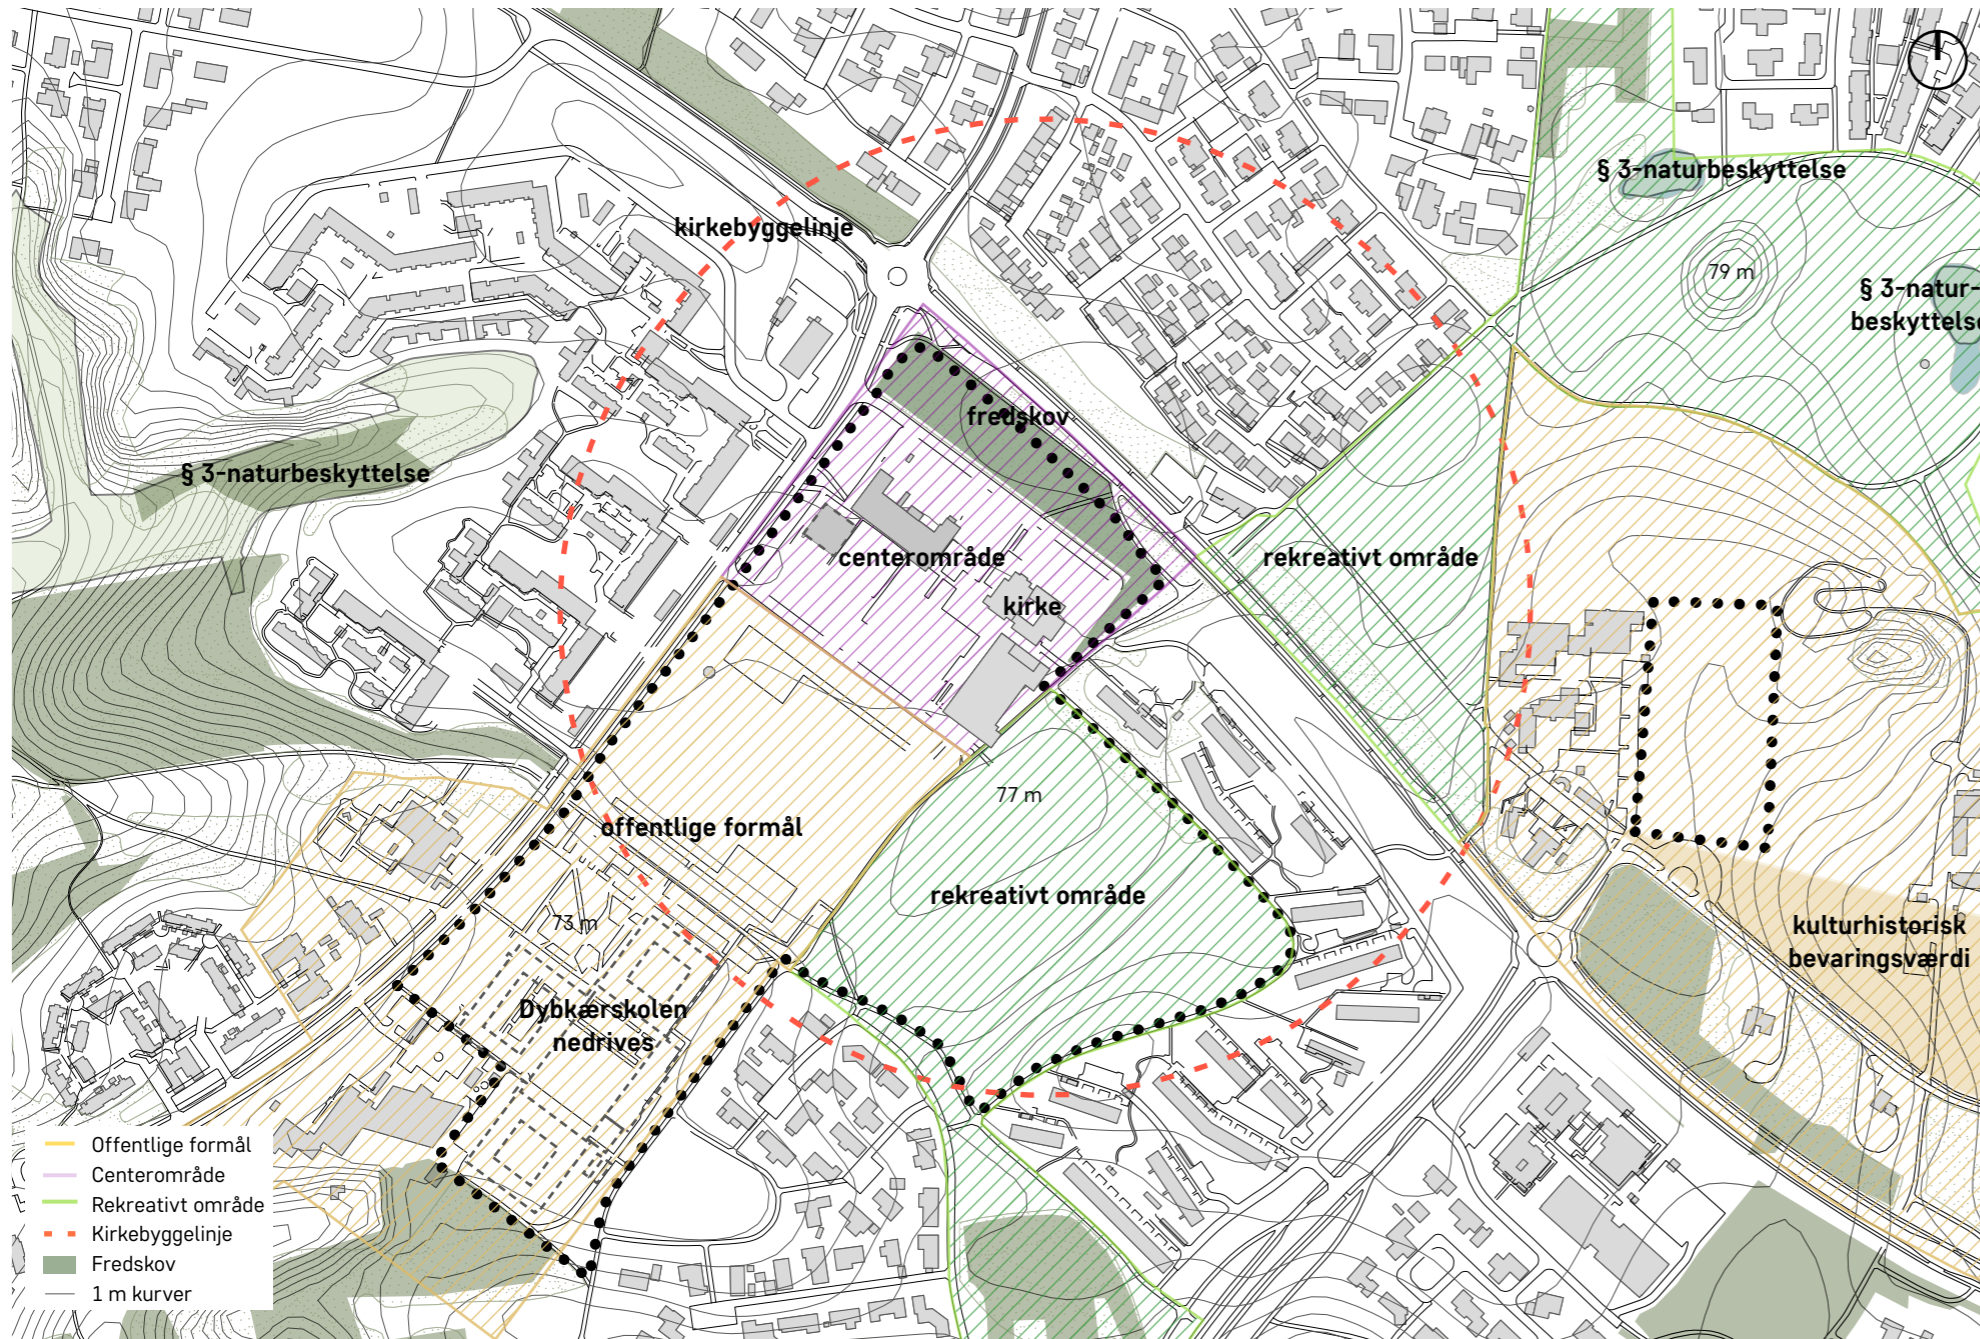 § 3-naturbeskyttelse
kirkebyggelinje
79 m
§ 3-natur-
beskyttelse
fredskov
§ 3-naturbeskyttelse
centerområde
rekreativt område
kirke
77 m
offentlige formål
rekreativt område
73 m
kulturhistorisk
bevaringsværdi
Dybkærskolen
nedrives
Offentlige formål
Centerområde
Rekreativt område
Kirkebyggelinje
Fredskov
1 m kurver